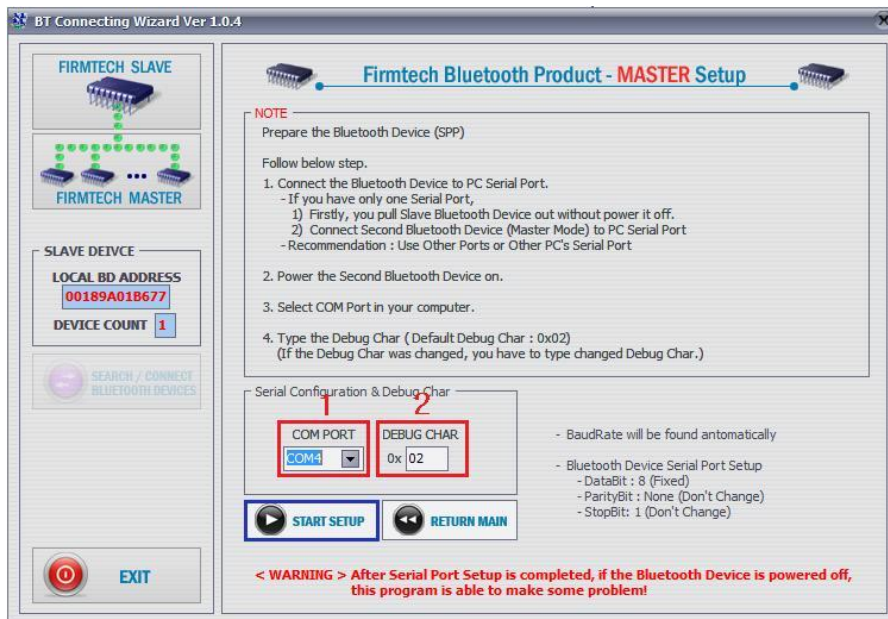 BT Connecting Wizard Ver 1.0.4
FIRMTECH SLAVE
FIRMTECH MASTER
SLAVE DEIVCE
LOCAL BD ADDRESS
00189A01B677
DEVICE COUNT 1
SEARCH / CONNECT
BLUETOOTH DEVICES
EXIT
Firmtech Bluetooth Product - MASTER Setup
NOTE
Prepare the Bluetooth Device (SPP)
Follow below step.
1. Connect the Bluetooth Device to PC Serial Port.
- If you have only one Serial Port,
1) Firstly, you pull Slave Bluetooth Device out without power it off.
2) Connect Second Bluetooth Device (Master Mode) to PC Serial Port
- Recommendation : Use Other Ports or Other PC's Serial Port
2. Power the Second Bluetooth Device on.
3. Select COM Port in your computer.
4. Type the Debug Char ( Default Debug Char : 0x02)
(If the Debug Char was changed, you have to type changed Debug Char.)
Serial Configuration & Debug Char
1 2
COM PORT DEBUG CHAR
COM4 0x 02
- BaudRate will be found antomatically
- Bluetooth Device Serial Port Setup
- DataBit : 8 (Fixed)
- ParityBit : None (Don't Change)
- StopBit: 1 (Don't Change)
START SETUP RETURN MAIN
< WARNING > After Serial Port Setup is completed, if the Bluetooth Device is powered off,
this program is able to make some problem!